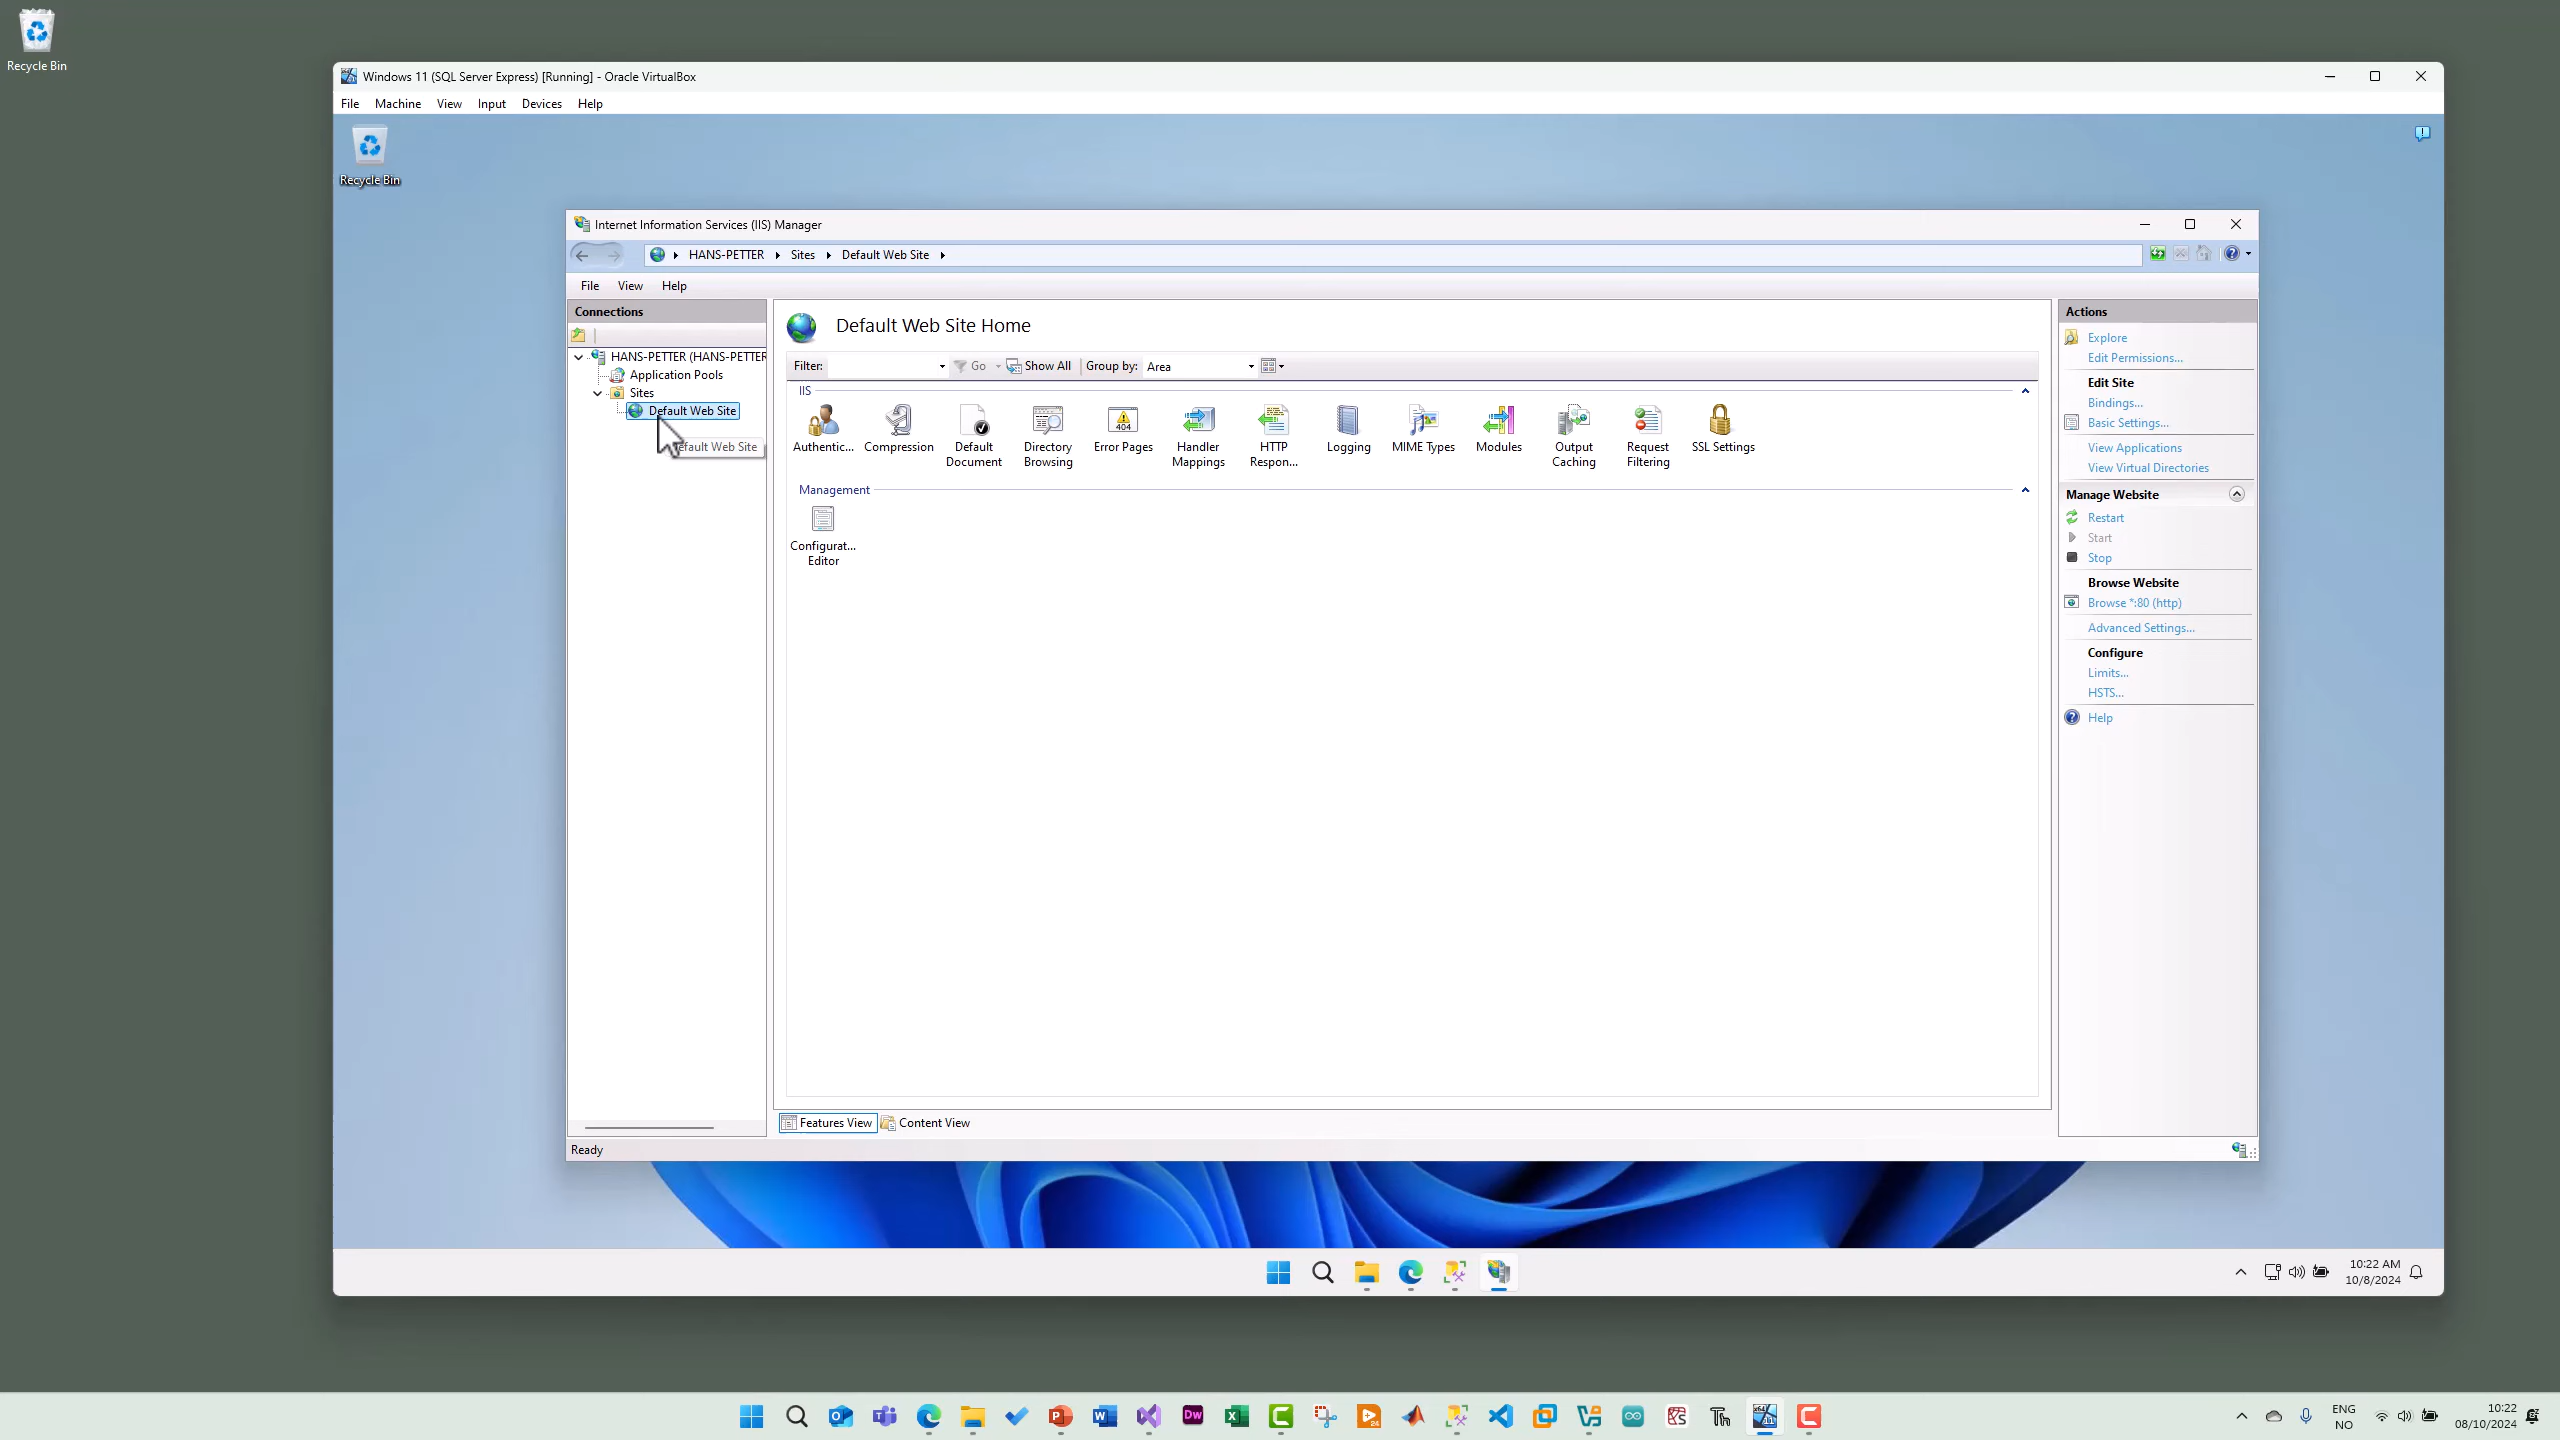 Recycle Bin
Windows 11 (SQL Server Express) [Running] - Oracle VirtualBox
File Machine View Input Devices Help
Recycle Bin
Internet Information Services (IIS) Manager
HANS-PETTER Sites Default Web Site
File View Help
Connections
HANS-PETTER (HANS-PETTER
Application Pools
Sites
Default Web Site
Default Web Site
Default Web Site Home
Filter: Go Show All Group by: Area
IIS
Authentic...
Compression
Default
Document
Directory
Browsing
Error Pages
Handler
Mappings
HTTP
Respon...
Logging
MIME Types
Modules
Output
Caching
Request
Filtering
SSL Settings
Management
Configurat...
Editor
Features View Content View
Ready
Actions
Explore
Edit Permissions...
Edit Site
Bindings...
Basic Settings...
View Applications
View Virtual Directories
Manage Website
Restart
Start
Stop
Browse Website
Browse *:80 (http)
Advanced Settings...
Configure
Limits...
HSTS...
Help
10:22 AM
10/8/2024
ENG
NO
10:22
08/10/2024